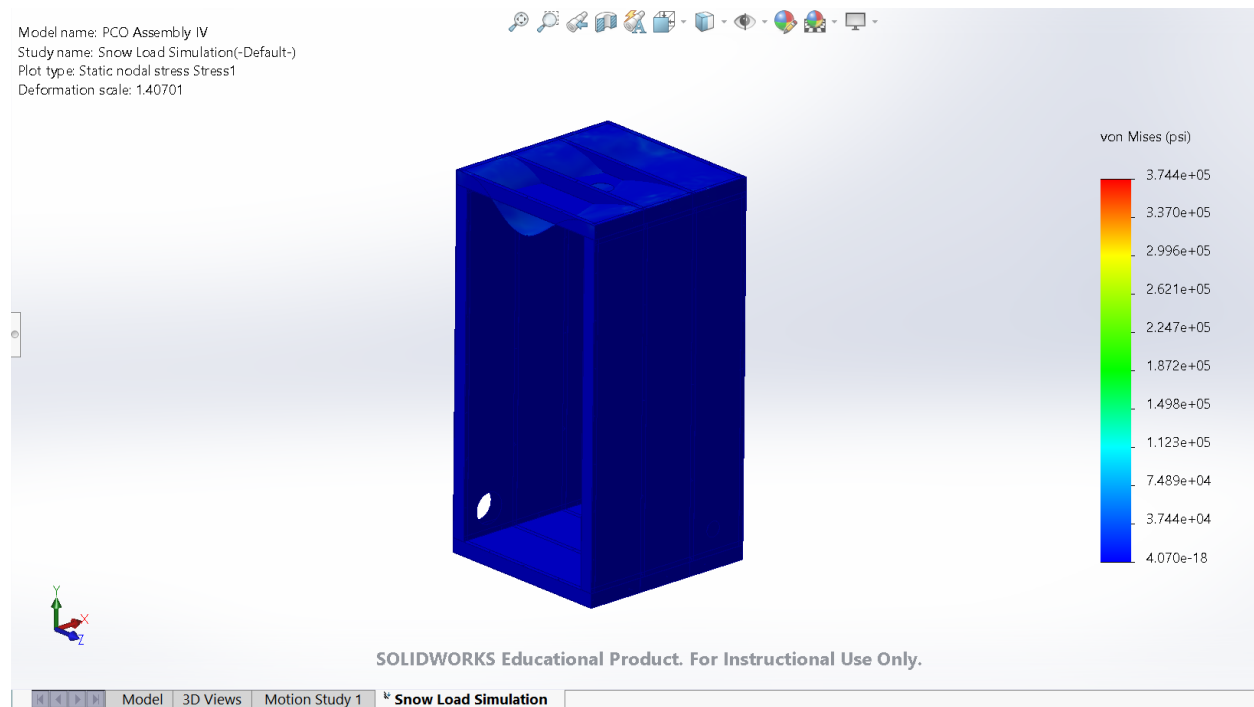 Model name: PCO Assembly IV
Study name: Snow Load Simulation(-Default-)
Plot type: Static nodal stress Stress1
Deformation scale: 1.40701
von Mises (psi)
3.744e+05
3.370e+05
2.996e+05
2.621e+05
2.247e+05
1.872e+05
1.498e+05
1.123e+05
7.489e+04
3.744e+04
4.070e-18
Y
X
Z
SOLIDWORKS Educational Product. For Instructional Use Only.
Model 3D Views Motion Study 1 Snow Load Simulation